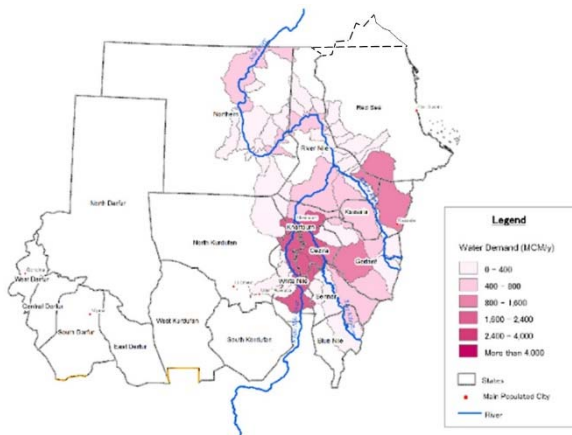 Northern
Red Sea
River Nile
North Darfur
Kassala
Khartoum
North Kordofan
Gezira
Gedaref
West Darfur
White Nile
Sennar
Central Darfur
West Kordofan
South Darfur
South Kordofan
Blue Nile
East Darfur
Legend
Water Demand (MCM/y)
0 – 400
400 – 800
800 – 1,600
1,600 – 2,400
2,400 – 4,000
More than 4,000
States
Main Populated City
River